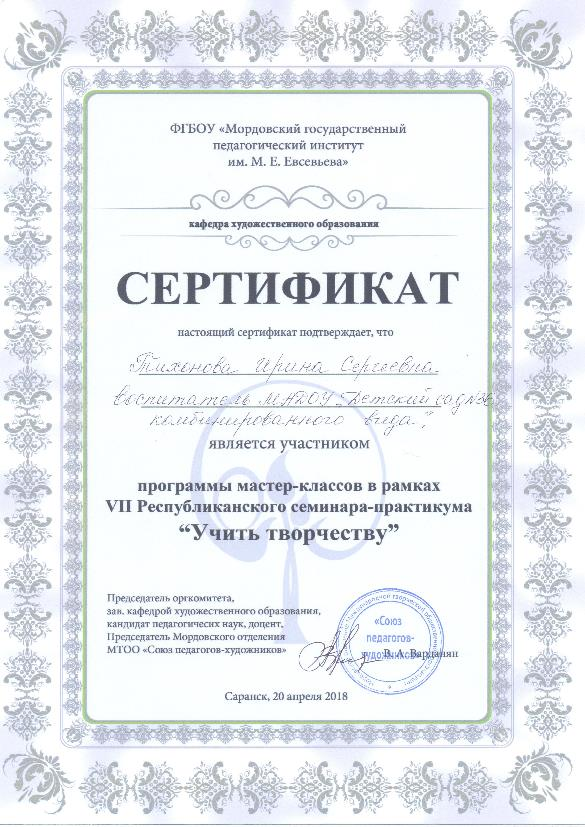 ФГБОУ «Мордовский государственный
педагогический институт
им. М. Е. Евсевьева»
кафедра художественного образования
СЕРТИФИКАТ
настоящий сертификат подтверждает, что
Тихонова Ирина Сергеевна
воспитатель МАДОУ „Детский сад №36
комбинированного вида"
является участником
программы мастер-классов в рамках
VII Республиканского семинара-практикума
“Учить творчеству”
Председатель оргкомитета,
зав. кафедрой художественного образования,
кандидат педагогичесих наук, доцент,
Председатель Мордовского отделения
МТОО «Союз педагогов-художников»
«Союз
педагогов-
художников»
В. А. Варданян
Саранск, 20 апреля 2018